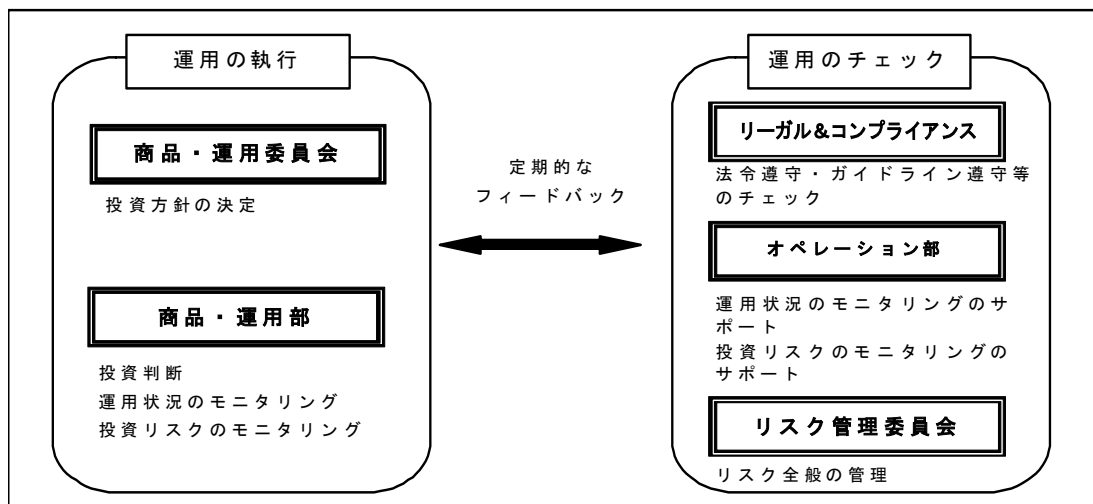 運用の執行
商品・運用委員会
投資方針の決定
商品・運用部
投資判断
運用状況のモニタリング
投資リスクのモニタリング
定期的な
フィードバック
運用のチェック
リーガル&コンプライアンス
法令遵守・ガイドライン遵守等
のチェック
オペレーション部
運用状況のモニタリングのサ
ポート
投資リスクのモニタリングの
サポート
リスク管理委員会
リスク全般の管理